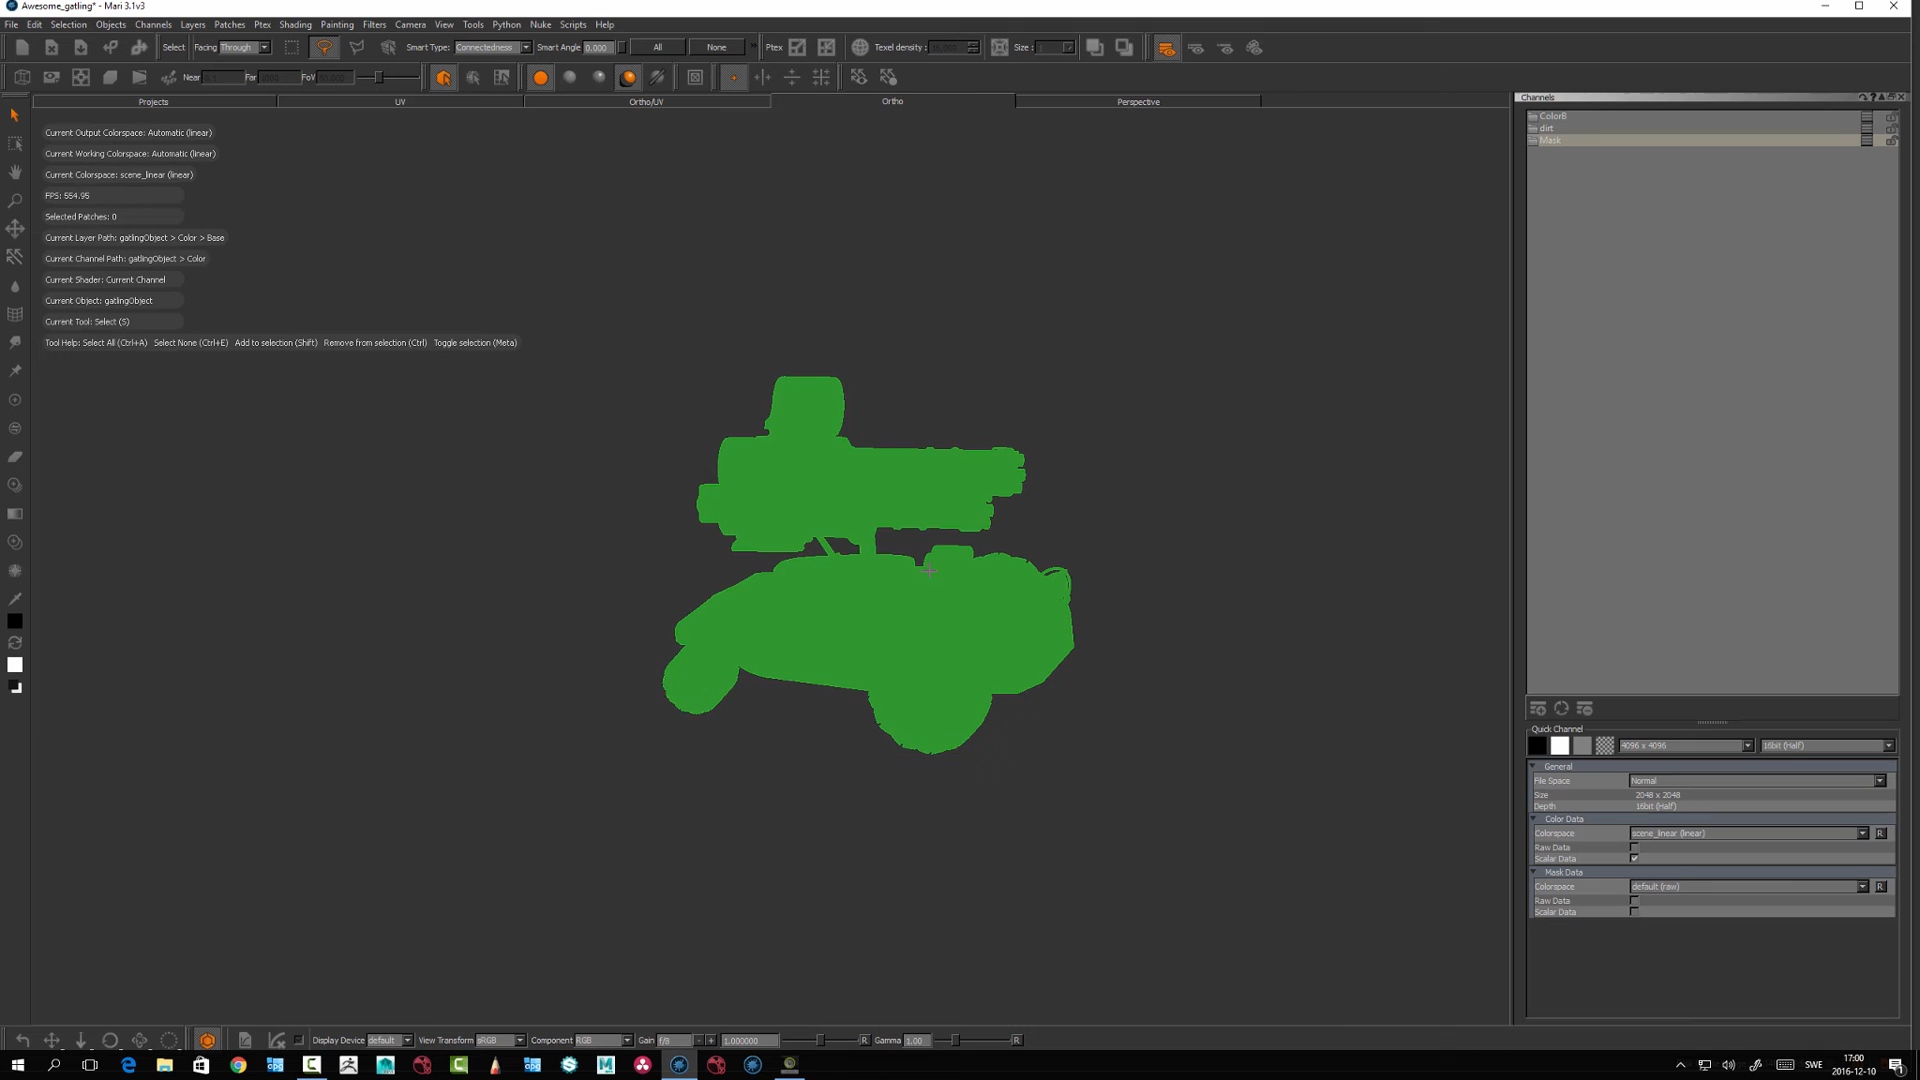 Awesome_gatling* - Mari 3.1v3
File Edit Selection Objects Channels Layers Patches Ptex Shading Painting Filters Camera View Tools Python Nuke Scripts Help
Select Facing Through Smart Type: Connectedness Smart Angle 0.000 All None Ptex Texel density: Size:
Near Far FoV
Projects UV Ortho/UV Ortho Perspective
Current Output Colorspace: Automatic (linear)
Current Working Colorspace: Automatic (linear)
Current Colorspace: scene_linear (linear)
FPS: 554.95
Selected Patches: 0
Current Layer Path: gatlingObject > Color > Base
Current Channel Path: gatlingObject > Color
Current Shader: Current Channel
Current Object: gatlingObject
Current Tool: Select (S)
Tool Help: Select All (Ctrl+A) Select None (Ctrl+E) Add to selection (Shift) Remove from selection (Ctrl) Toggle selection (Meta)
Channels
ColorB
dirt
Mask
Quick Channel
4096 x 4096 16bit (Half)
General
File Space Normal
Size 2048 x 2048
Depth 16bit (Half)
Color Data
Colorspace scene_linear (linear) R
Raw Data
Scalar Data
Mask Data
Colorspace default (raw) R
Raw Data
Scalar Data
Display Device default View Transform sRGB Component RGB Gain f/8 - + 1.000000 R Gamma 1.00 R
SWE
17:00
2016-12-10